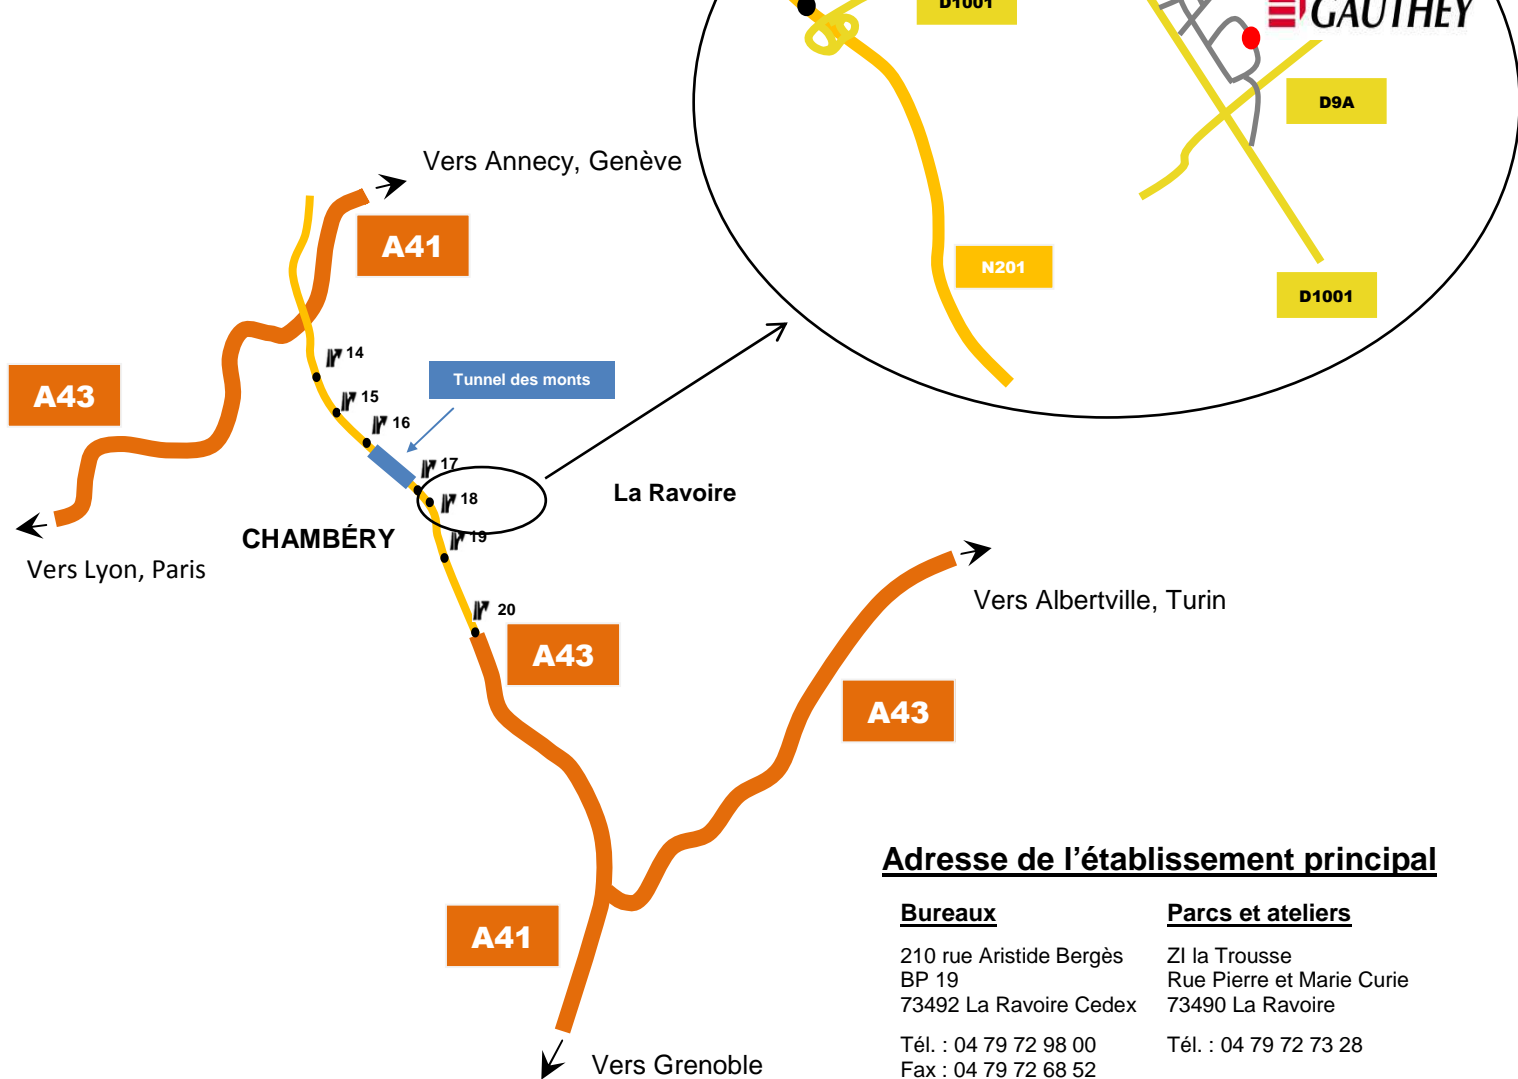 D1001
GAUTHEY
D9A
Vers Annecy, Genève
A41
N201
D1001
14
Tunnel des monts
A43
15
16
17
18
La Ravoire
CHAMBÉRY
19
Vers Lyon, Paris
Vers Albertville, Turin
20
A43
A43
Adresse de l’établissement principal
A41
Bureaux
210 rue Aristide Bergès
BP 19
73492 La Ravoire Cedex
Tél. : 04 79 72 98 00
Fax : 04 79 72 68 52
Parcs et ateliers
ZI la Trousse
Rue Pierre et Marie Curie
73490 La Ravoire
Tél. : 04 79 72 73 28
Vers Grenoble